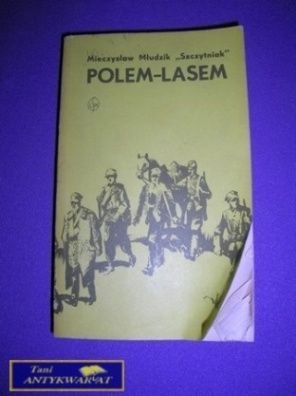 Mieczysław Młudzik „Szczytniak"
POLEM-LASEM
Tani
ANTYKWARIAT